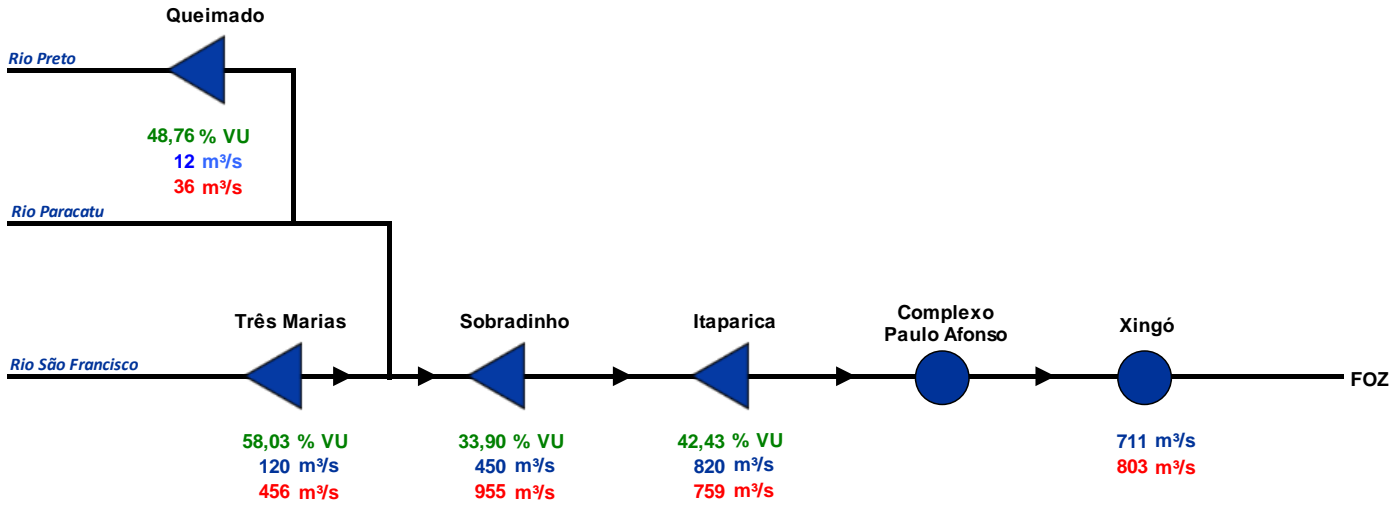 Queimado
Rio Preto
48,76 % VU
12 m³/s
36 m³/s
Rio Paracatu
Três Marias
Sobradinho
Itaparica
Complexo
Paulo Afonso
Xingó
Rio São Francisco
FOZ
58,03 % VU
120 m³/s
456 m³/s
33,90 % VU
450 m³/s
955 m³/s
42,43 % VU
820 m³/s
759 m³/s
711 m³/s
803 m³/s